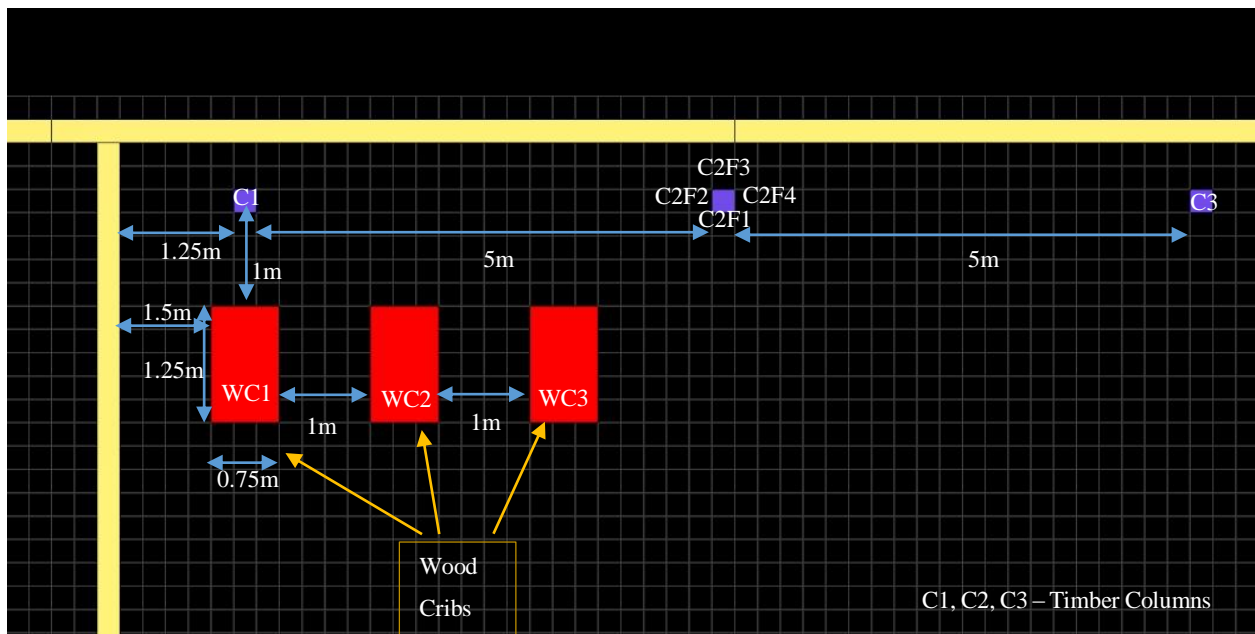 C2F3
C1
C2F2
C2F4
C3
C2F1
1.25m
5m
5m
1m
1.5m
1.25m
WC1
WC2
WC3
1m
1m
0.75m
Wood
Cribs
C1, C2, C3 – Timber Columns